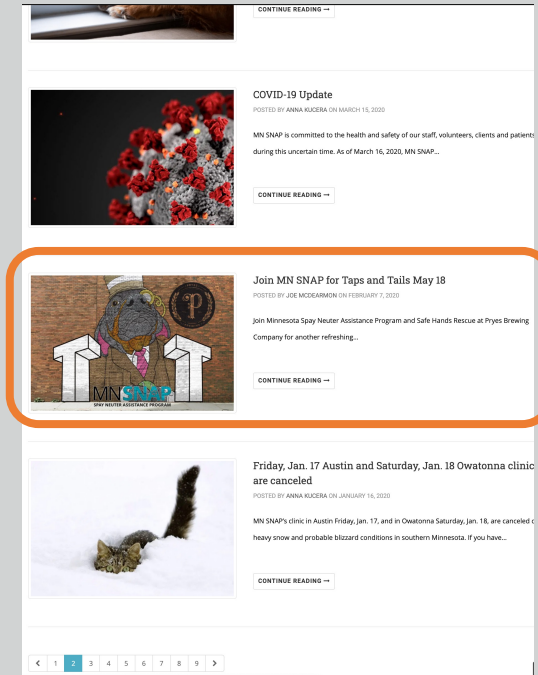 CONTINUE READING →
COVID-19 Update
POSTED BY ANNA KUCERA ON MARCH 15, 2020
MN SNAP is committed to the health and safety of our staff, volunteers, clients and patients
during this uncertain time. As of March 16, 2020, MN SNAP...
CONTINUE READING →
Join MN SNAP for Taps and Tails May 18
POSTED BY JOE MCDEARMON ON FEBRUARY 7, 2020
Join Minnesota Spay Neuter Assistance Program and Safe Hands Rescue at Pryes Brewing
Company for another refreshing...
P
MNSNAP
SPAY NEUTER ASSISTANCE PROGRAM
CONTINUE READING →
Friday, Jan. 17 Austin and Saturday, Jan. 18 Owatonna clinic
are canceled
POSTED BY ANNA KUCERA ON JANUARY 16, 2020
MN SNAP's clinic in Austin Friday, Jan. 17, and in Owatonna Saturday, Jan. 18, are canceled
heavy snow and probable blizzard conditions in southern Minnesota. If you have...
CONTINUE READING →
1 2 3 4 5 6 7 8 9